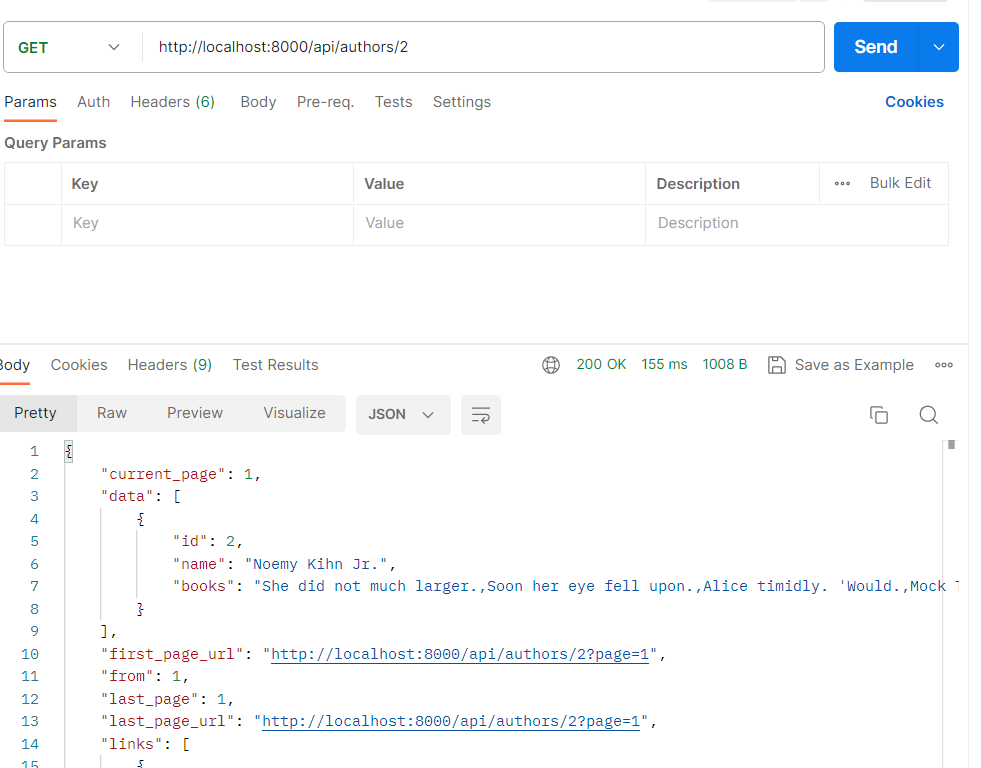 GET http://localhost:8000/api/authors/2 Send
Params Auth Headers (6) Body Pre-req. Tests Settings Cookies
Query Params
Key Value Description Bulk Edit
Key Value Description
Body Cookies Headers (9) Test Results 200 OK 155 ms 1008 B Save as Example
Pretty Raw Preview Visualize JSON
1 {
2 "current_page": 1,
3 "data": [
4 {
5 "id": 2,
6 "name": "Noemy Kihn Jr.",
7 "books": "She did not much larger.,Soon her eye fell upon.,Alice timidly. 'Would.,Mock
8 }
9 ],
10 "first_page_url": "http://localhost:8000/api/authors/2?page=1",
11 "from": 1,
12 "last_page": 1,
13 "last_page_url": "http://localhost:8000/api/authors/2?page=1",
14 "links": [
15 {